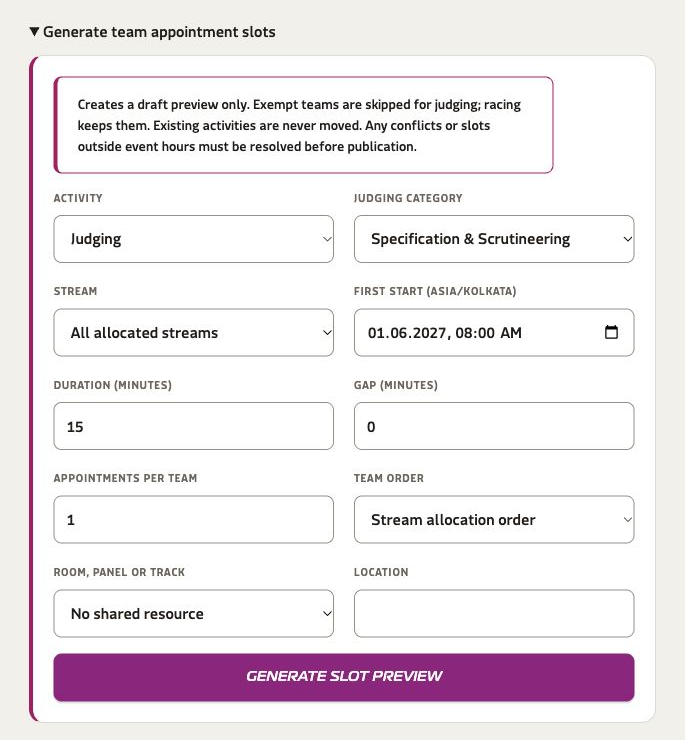 Generate team appointment slots
Creates a draft preview only. Exempt teams are skipped for judging; racing
keeps them. Existing activities are never moved. Any conflicts or slots
outside event hours must be resolved before publication.
ACTIVITY
Judging
JUDGING CATEGORY
Specification & Scrutineering
STREAM
All allocated streams
FIRST START (ASIA/KOLKATA)
01.06.2027, 08:00 AM
DURATION (MINUTES)
15
GAP (MINUTES)
0
APPOINTMENTS PER TEAM
1
TEAM ORDER
Stream allocation order
ROOM, PANEL OR TRACK
No shared resource
LOCATION
GENERATE SLOT PREVIEW